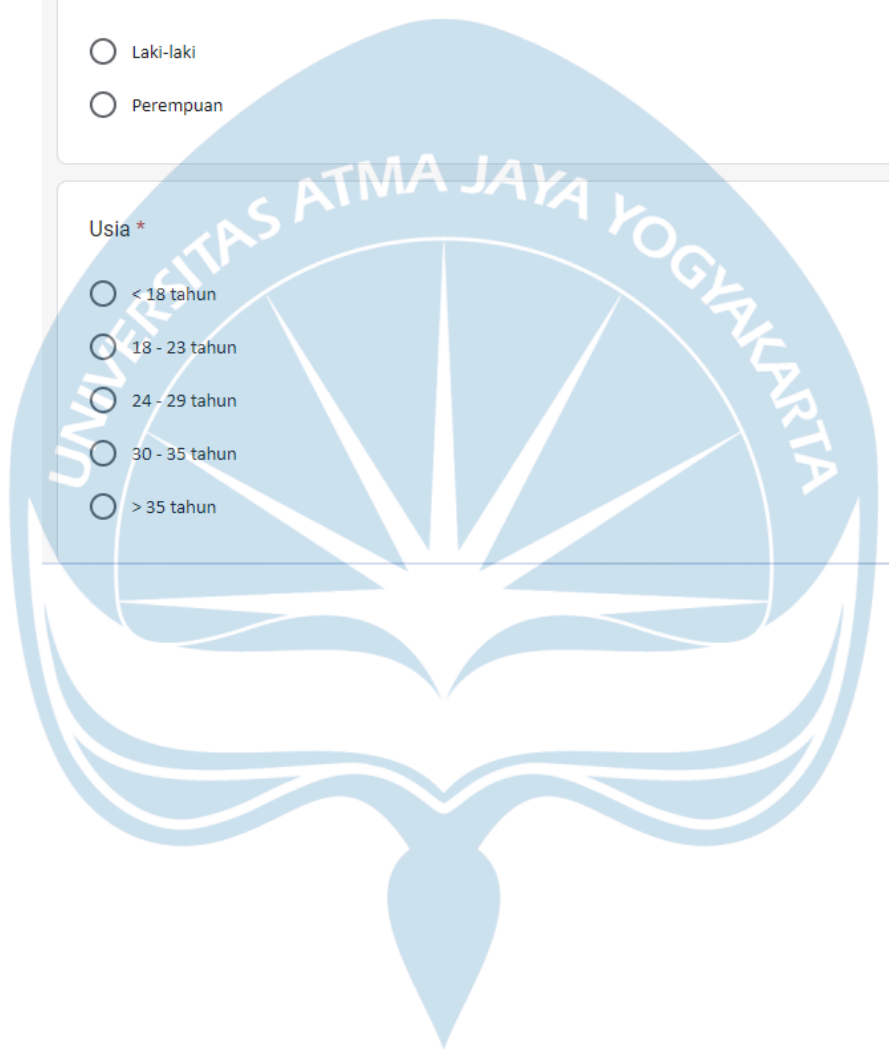 Laki-laki
Perempuan
UNIVERSITAS ATMA JAYA YOGYAKARTA
Usia *
< 18 tahun
18 - 23 tahun
24 - 29 tahun
30 - 35 tahun
> 35 tahun